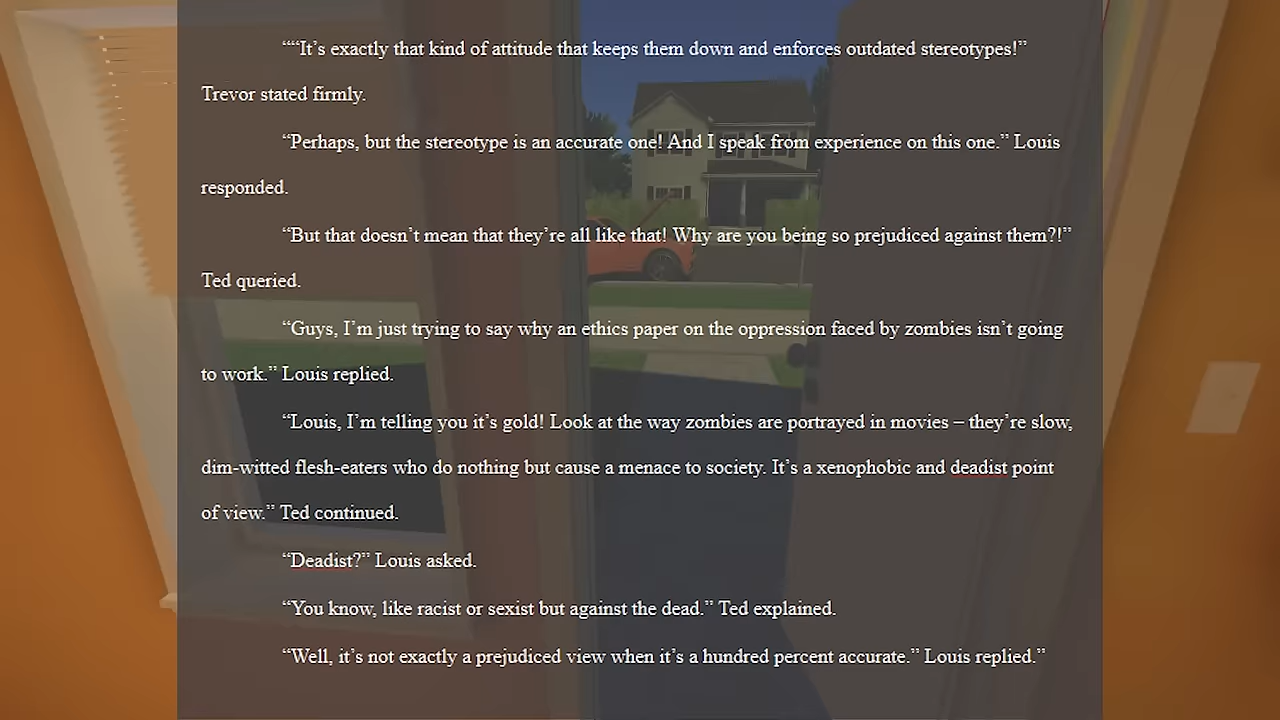 ““‘It’s exactly that kind of attitude that keeps them down and enforces outdated stereotypes!”
Trevor stated firmly.
“Perhaps, but the stereotype is an accurate one! And I speak from experience on this one.” Louis
responded.
“But that doesn’t mean that they’re all like that! Why are you being so prejudiced against them?!”
Ted queried.
“Guys, I’m just trying to say why an ethics paper on the oppression faced by zombies isn’t going
to work.” Louis replied.
“Louis, I’m telling you it’s gold! Look at the way zombies are portrayed in movies – they’re slow,
dim-witted flesh-eaters who do nothing but cause a menace to society. It’s a xenophobic and deadist point
of view.” Ted continued.
“Deadist?” Louis asked.
“You know, like racist or sexist but against the dead.” Ted explained.
“Well, it’s not exactly a prejudiced view when it’s a hundred percent accurate.” Louis replied.”